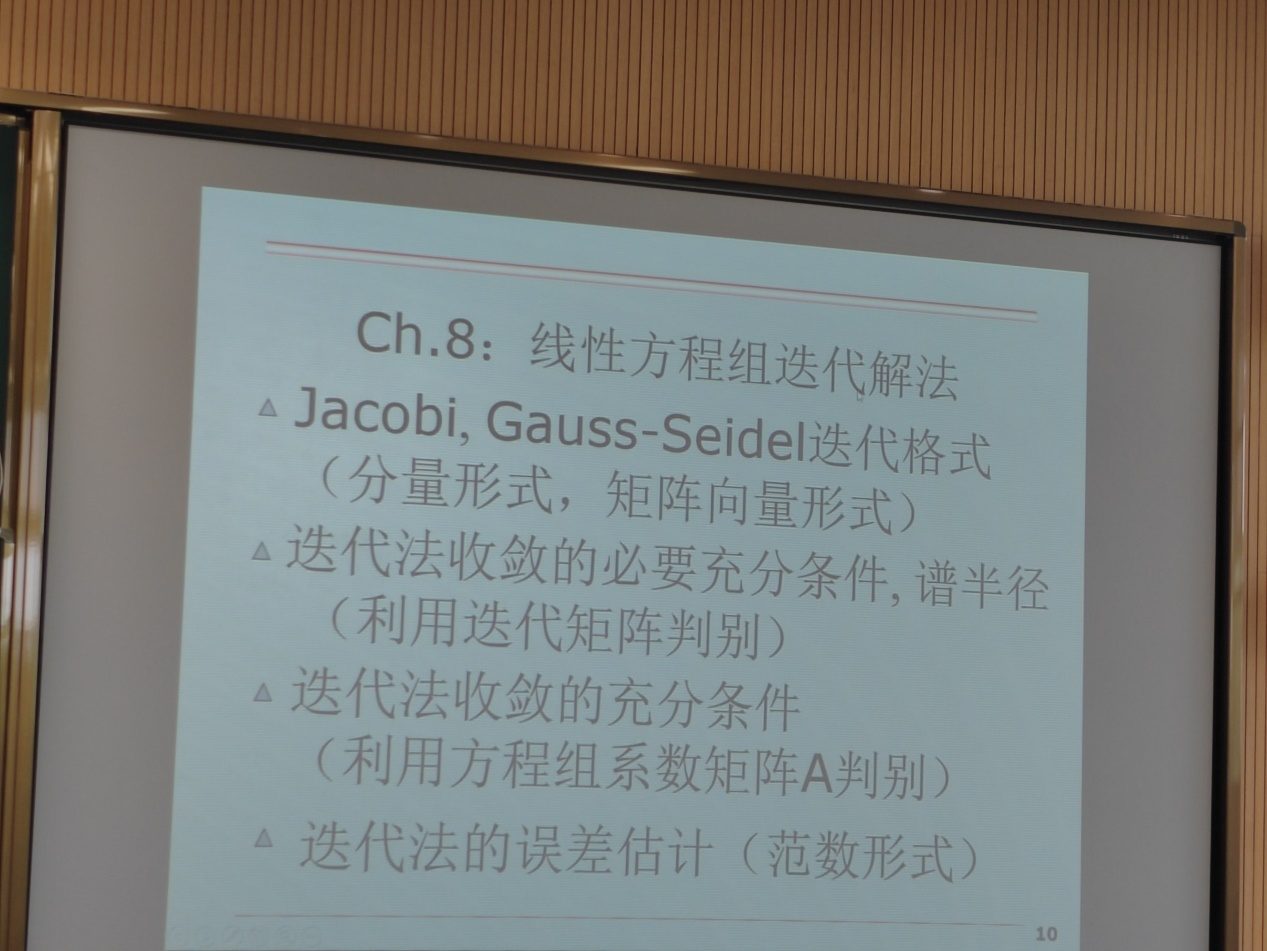 Ch.8：线性方程组迭代解法
Jacobi, Gauss-Seidel迭代格式
（分量形式，矩阵向量形式）
迭代法收敛的必要充分条件, 谱半径
（利用迭代矩阵判别）
迭代法收敛的充分条件
（利用方程组系数矩阵A判别）
迭代法的误差估计（范数形式）
10